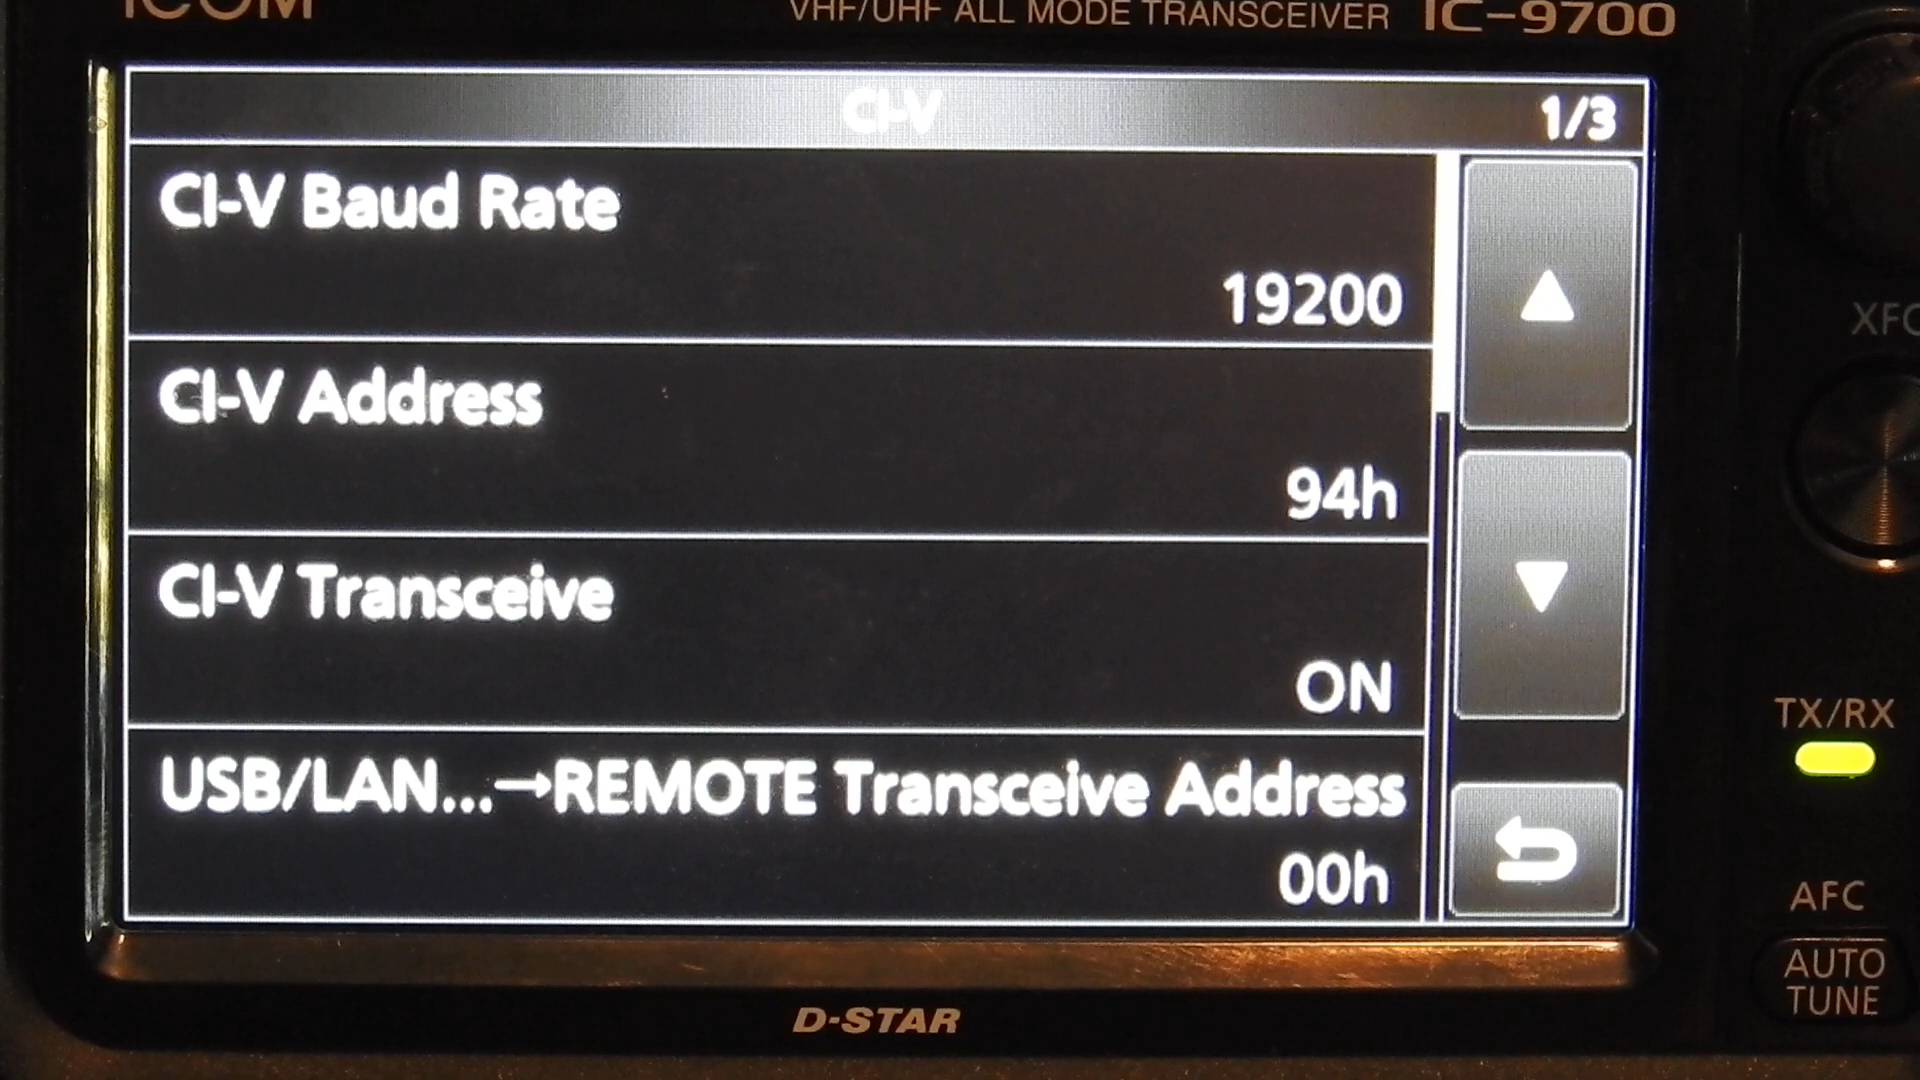 ICOM
VHF/UHF ALL MODE TRANSCEIVER IC-9700
CI-V 1/3
CI-V Baud Rate
19200
CI-V Address
94h
CI-V Transceive
ON
USB/LAN...→REMOTE Transceive Address
00h
XFC
TX/RX
AFC
AUTO
TUNE
D-STAR